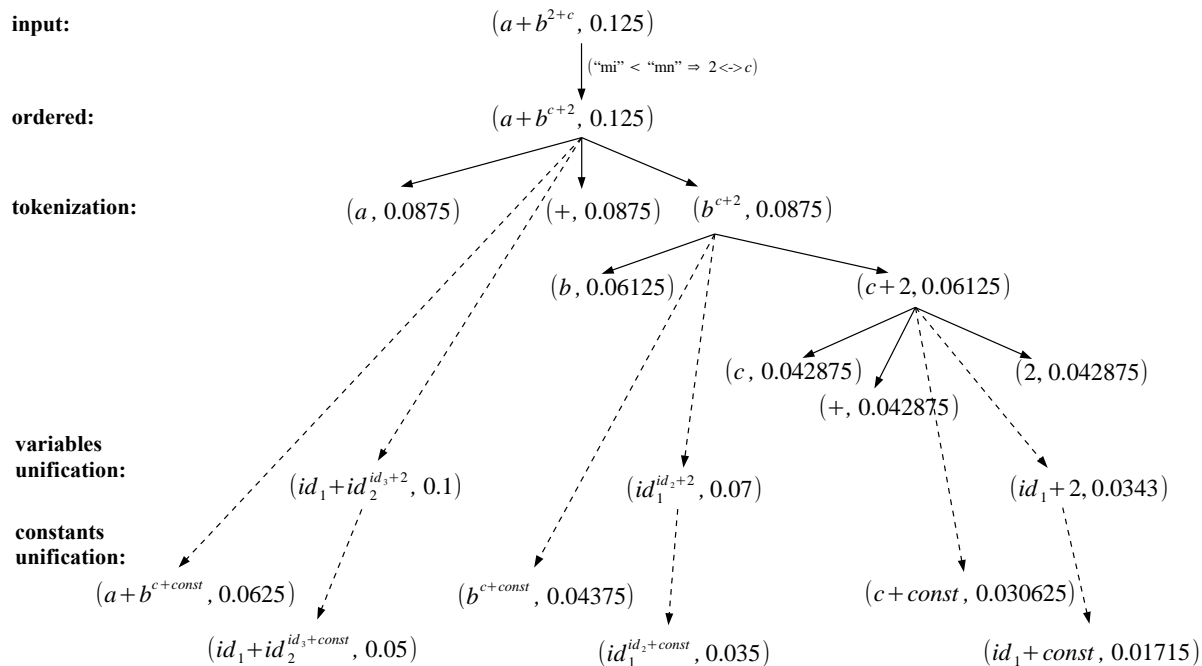 input: (a+b^{2+c}, 0.125)
(“mi” < “mn” ⇒ 2<->c)
ordered: (a+b^{c+2}, 0.125)
tokenization: (a, 0.0875) (+, 0.0875) (b^{c+2}, 0.0875)
(b, 0.06125) (c+2, 0.06125)
(c, 0.042875) (2, 0.042875)
(+, 0.042875)
variables
unification: (id_1+id_2^{id_3+2}, 0.1) (id_1^{id_2+2}, 0.07) (id_1+2, 0.0343)
constants
unification:
(a+b^{c+const}, 0.0625) (b^{c+const}, 0.04375) (c+const, 0.030625)
(id_1+id_2^{id_3+const}, 0.05) (id_1^{id_2+const}, 0.035) (id_1+const, 0.01715)